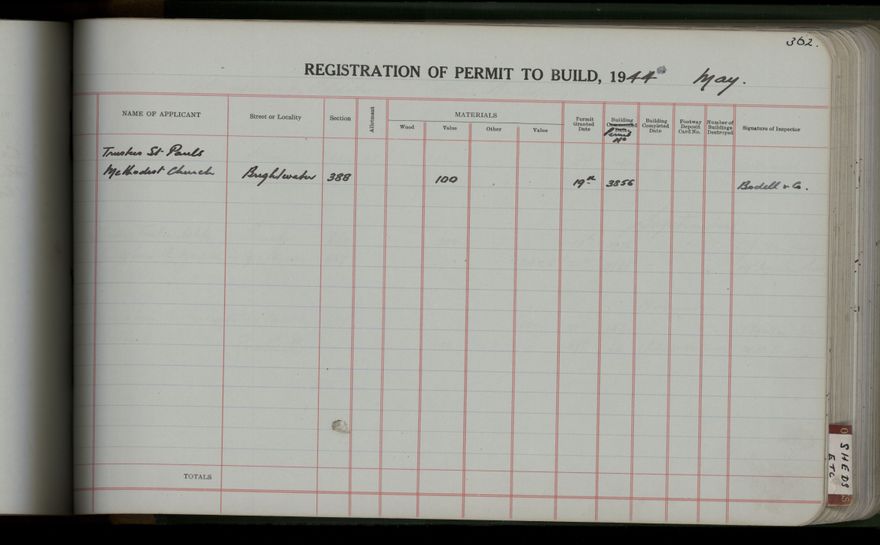 362.
REGISTRATION OF PERMIT TO BUILD, 1944 May.
NAME OF APPLICANT Street or Locality Section Allotment MATERIALS Wood Value Other Value Permit Granted Date Building Commenced Date Permit No Building Completed Date Footway Deposit Card No. Number of Buildings Destroyed Signature of Inspector
Trustees St Pauls
Methodist Church Brightwater 388 100 19th 3856 Bodell & Co.
TOTALS
SHEDS
ETC